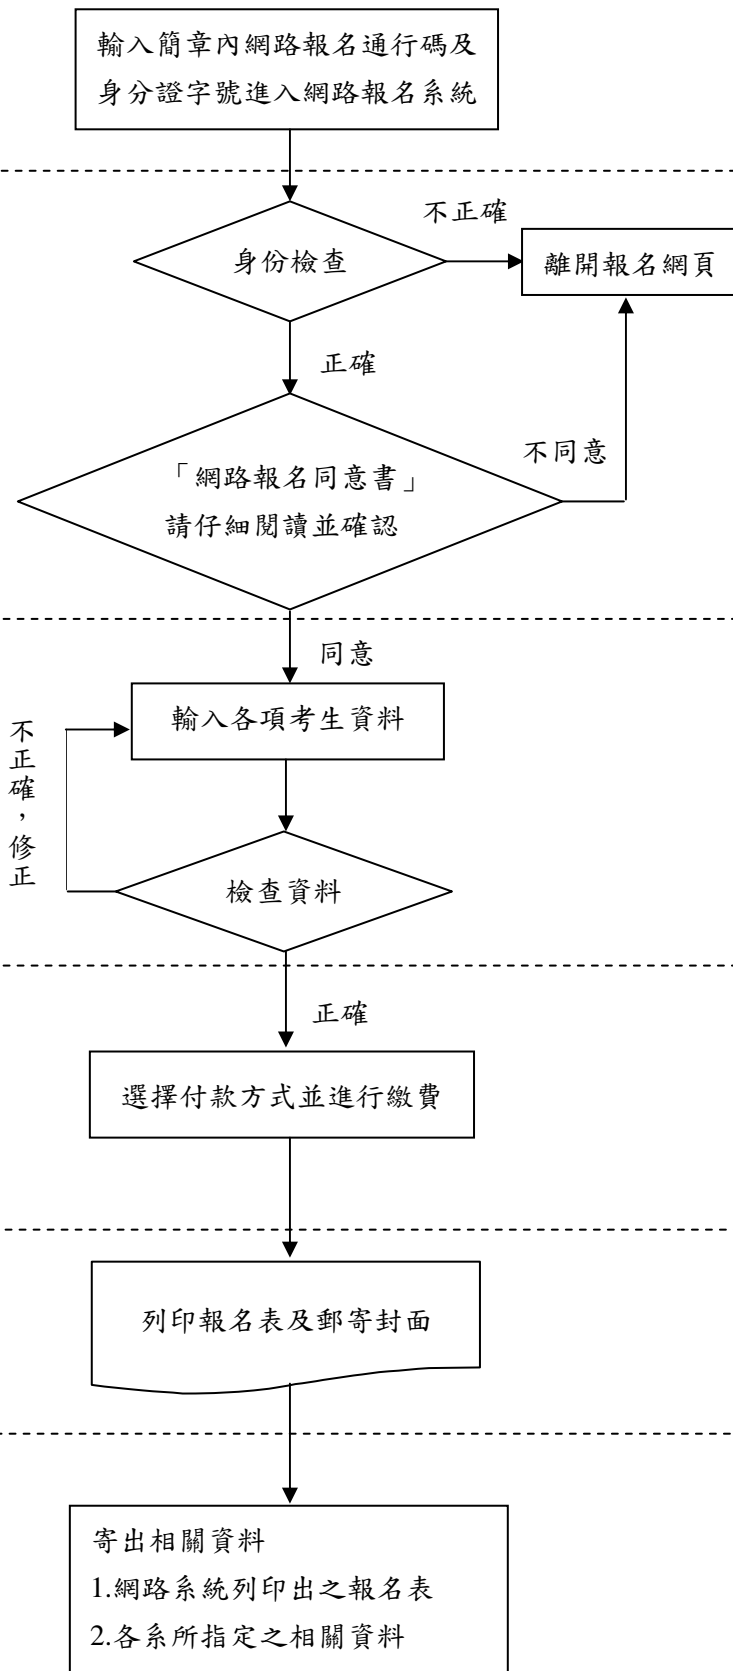 輸入簡章內網路報名通行碼及
身分證字號進入網路報名系統
不正確
身份檢查
離開報名網頁
正確
不同意
「網路報名同意書」
請仔細閱讀並確認
同意
輸入各項考生資料
不正確，修正
檢查資料
正確
選擇付款方式並進行繳費
列印報名表及郵寄封面
寄出相關資料
1.網路系統列印出之報名表
2.各系所指定之相關資料